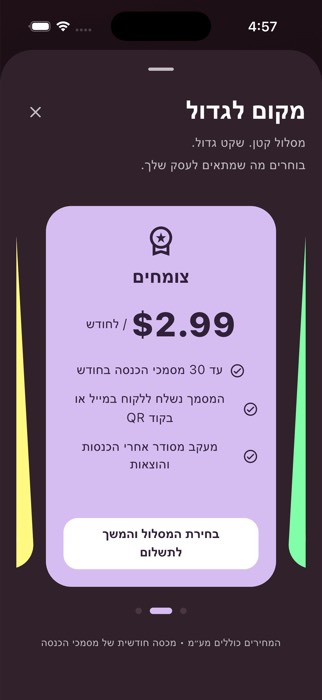 4:57
מקום לגדול
מסלול קטן. שקט גדול.
בוחרים מה שמתאים לעסק שלך.
צומחים
$2.99 / לחודש
עד 30 מסמכי הכנסה בחודש
המסמך נשלח ללקוח במייל או
בקוד QR
מעקב מסודר אחרי הכנסות
והוצאות
בחירת המסלול והמשך
לתשלום
המחירים כוללים מע״מ • מכסה חודשית של מסמכי הכנסה